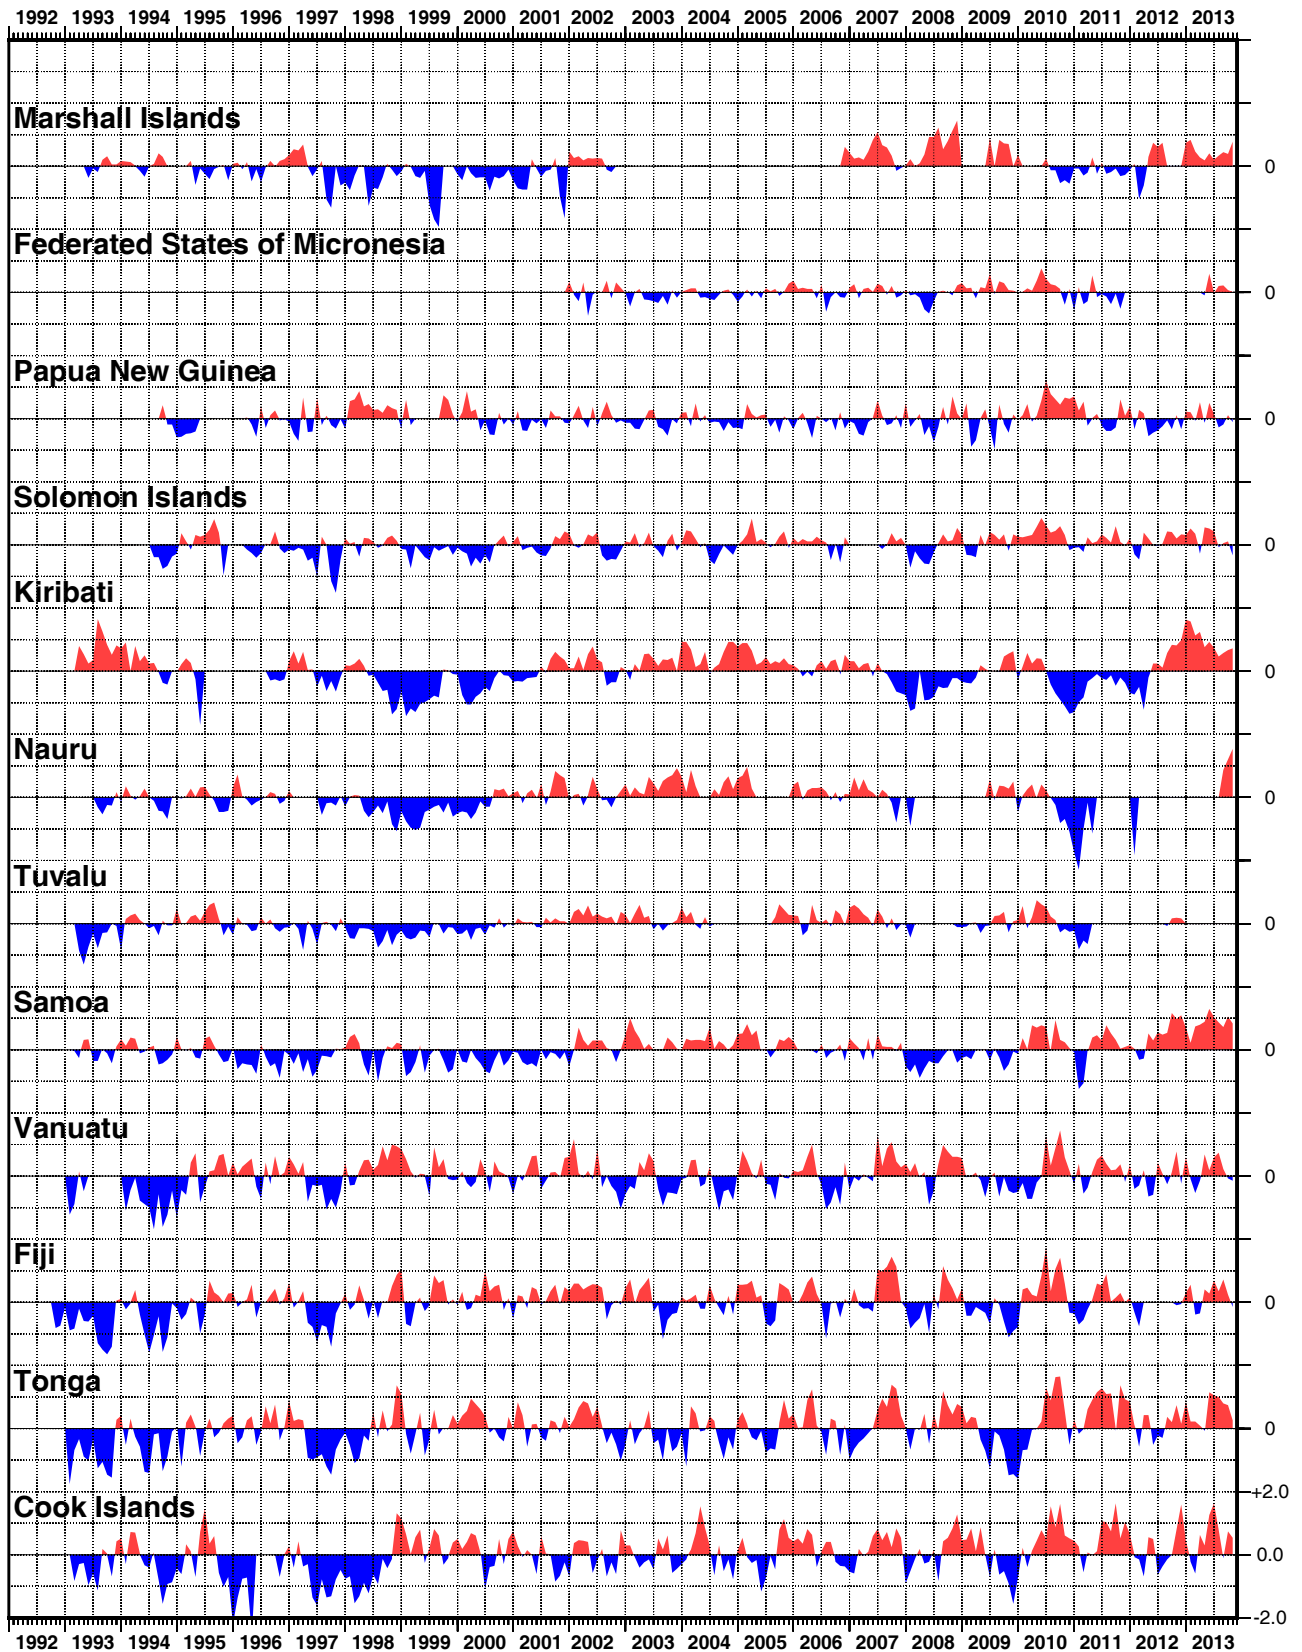 1992 1993 1994 1995 1996 1997 1998 1999 2000 2001 2002 2003 2004 2005 2006 2007 2008 2009 2010 2011 2012 2013
Marshall Islands
0
Federated States of Micronesia
0
Papua New Guinea
0
Solomon Islands
0
Kiribati
0
Nauru
0
Tuvalu
0
Samoa
0
Vanuatu
0
Fiji
0
Tonga
0
+2.0
Cook Islands
0.0
-2.0
1992 1993 1994 1995 1996 1997 1998 1999 2000 2001 2002 2003 2004 2005 2006 2007 2008 2009 2010 2011 2012 2013